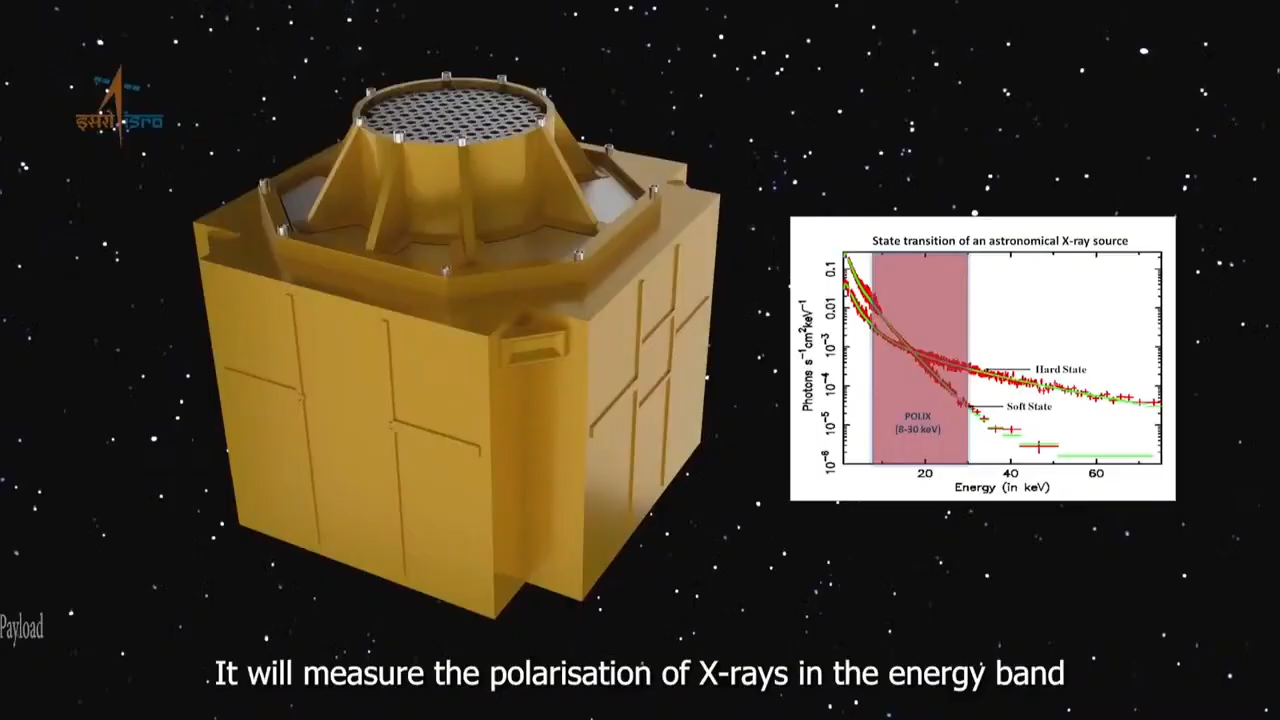 इसरो isro
State transition of an astronomical X-ray source
Photons s⁻¹cm²keV⁻¹
0.1
0.01
10⁻³
10⁻⁴
10⁻⁵
10⁻⁶
Hard State
Soft State
POLIX
(8-30 keV)
20 40 60
Energy (in keV)
Payload
It will measure the polarisation of X-rays in the energy band